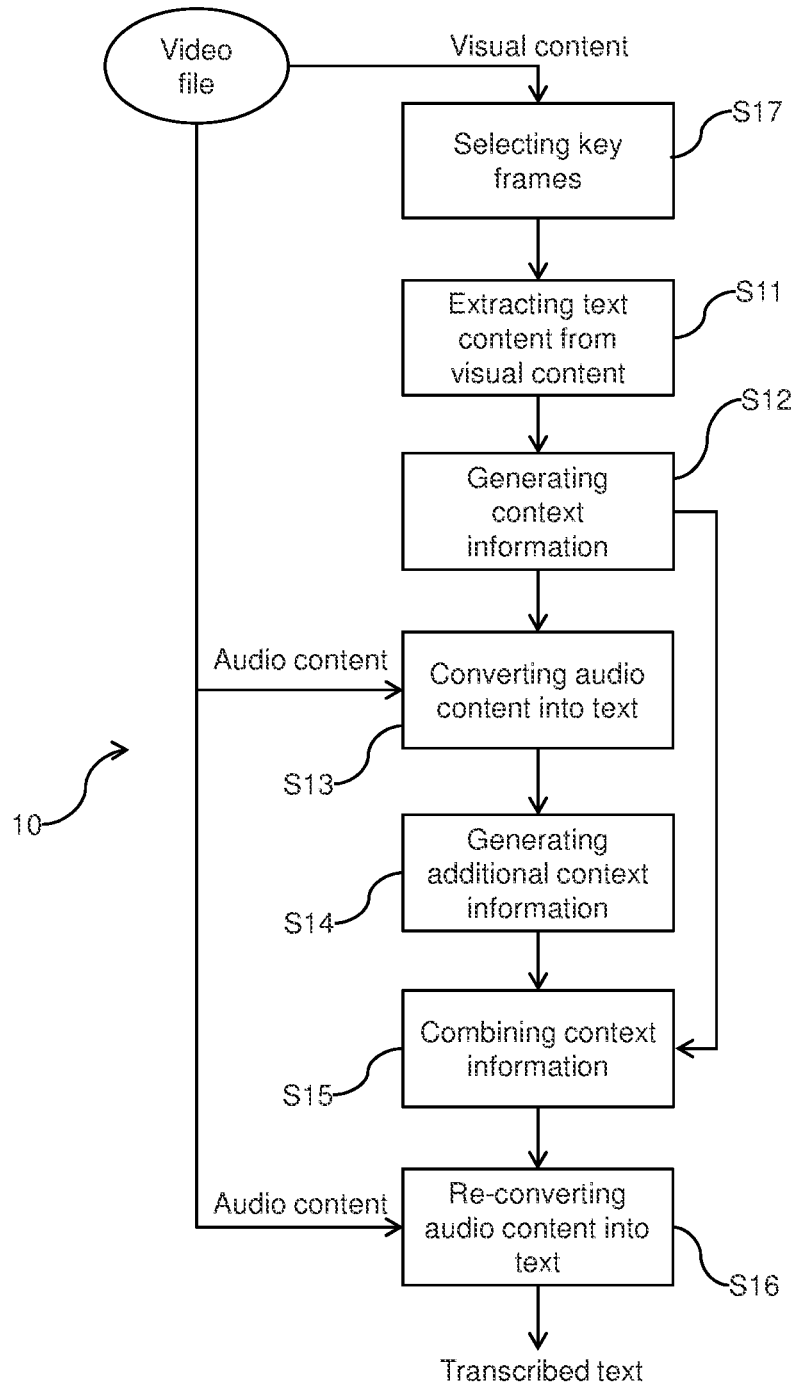 Video
file
Visual content
S17
Selecting key
frames
S11
Extracting text
content from
visual content
S12
Generating
context
information
Audio content
Converting audio
content into text
S13
10
Generating
additional context
information
S14
Combining context
information
S15
Audio content
Re-converting
audio content into
text
S16
Transcribed text